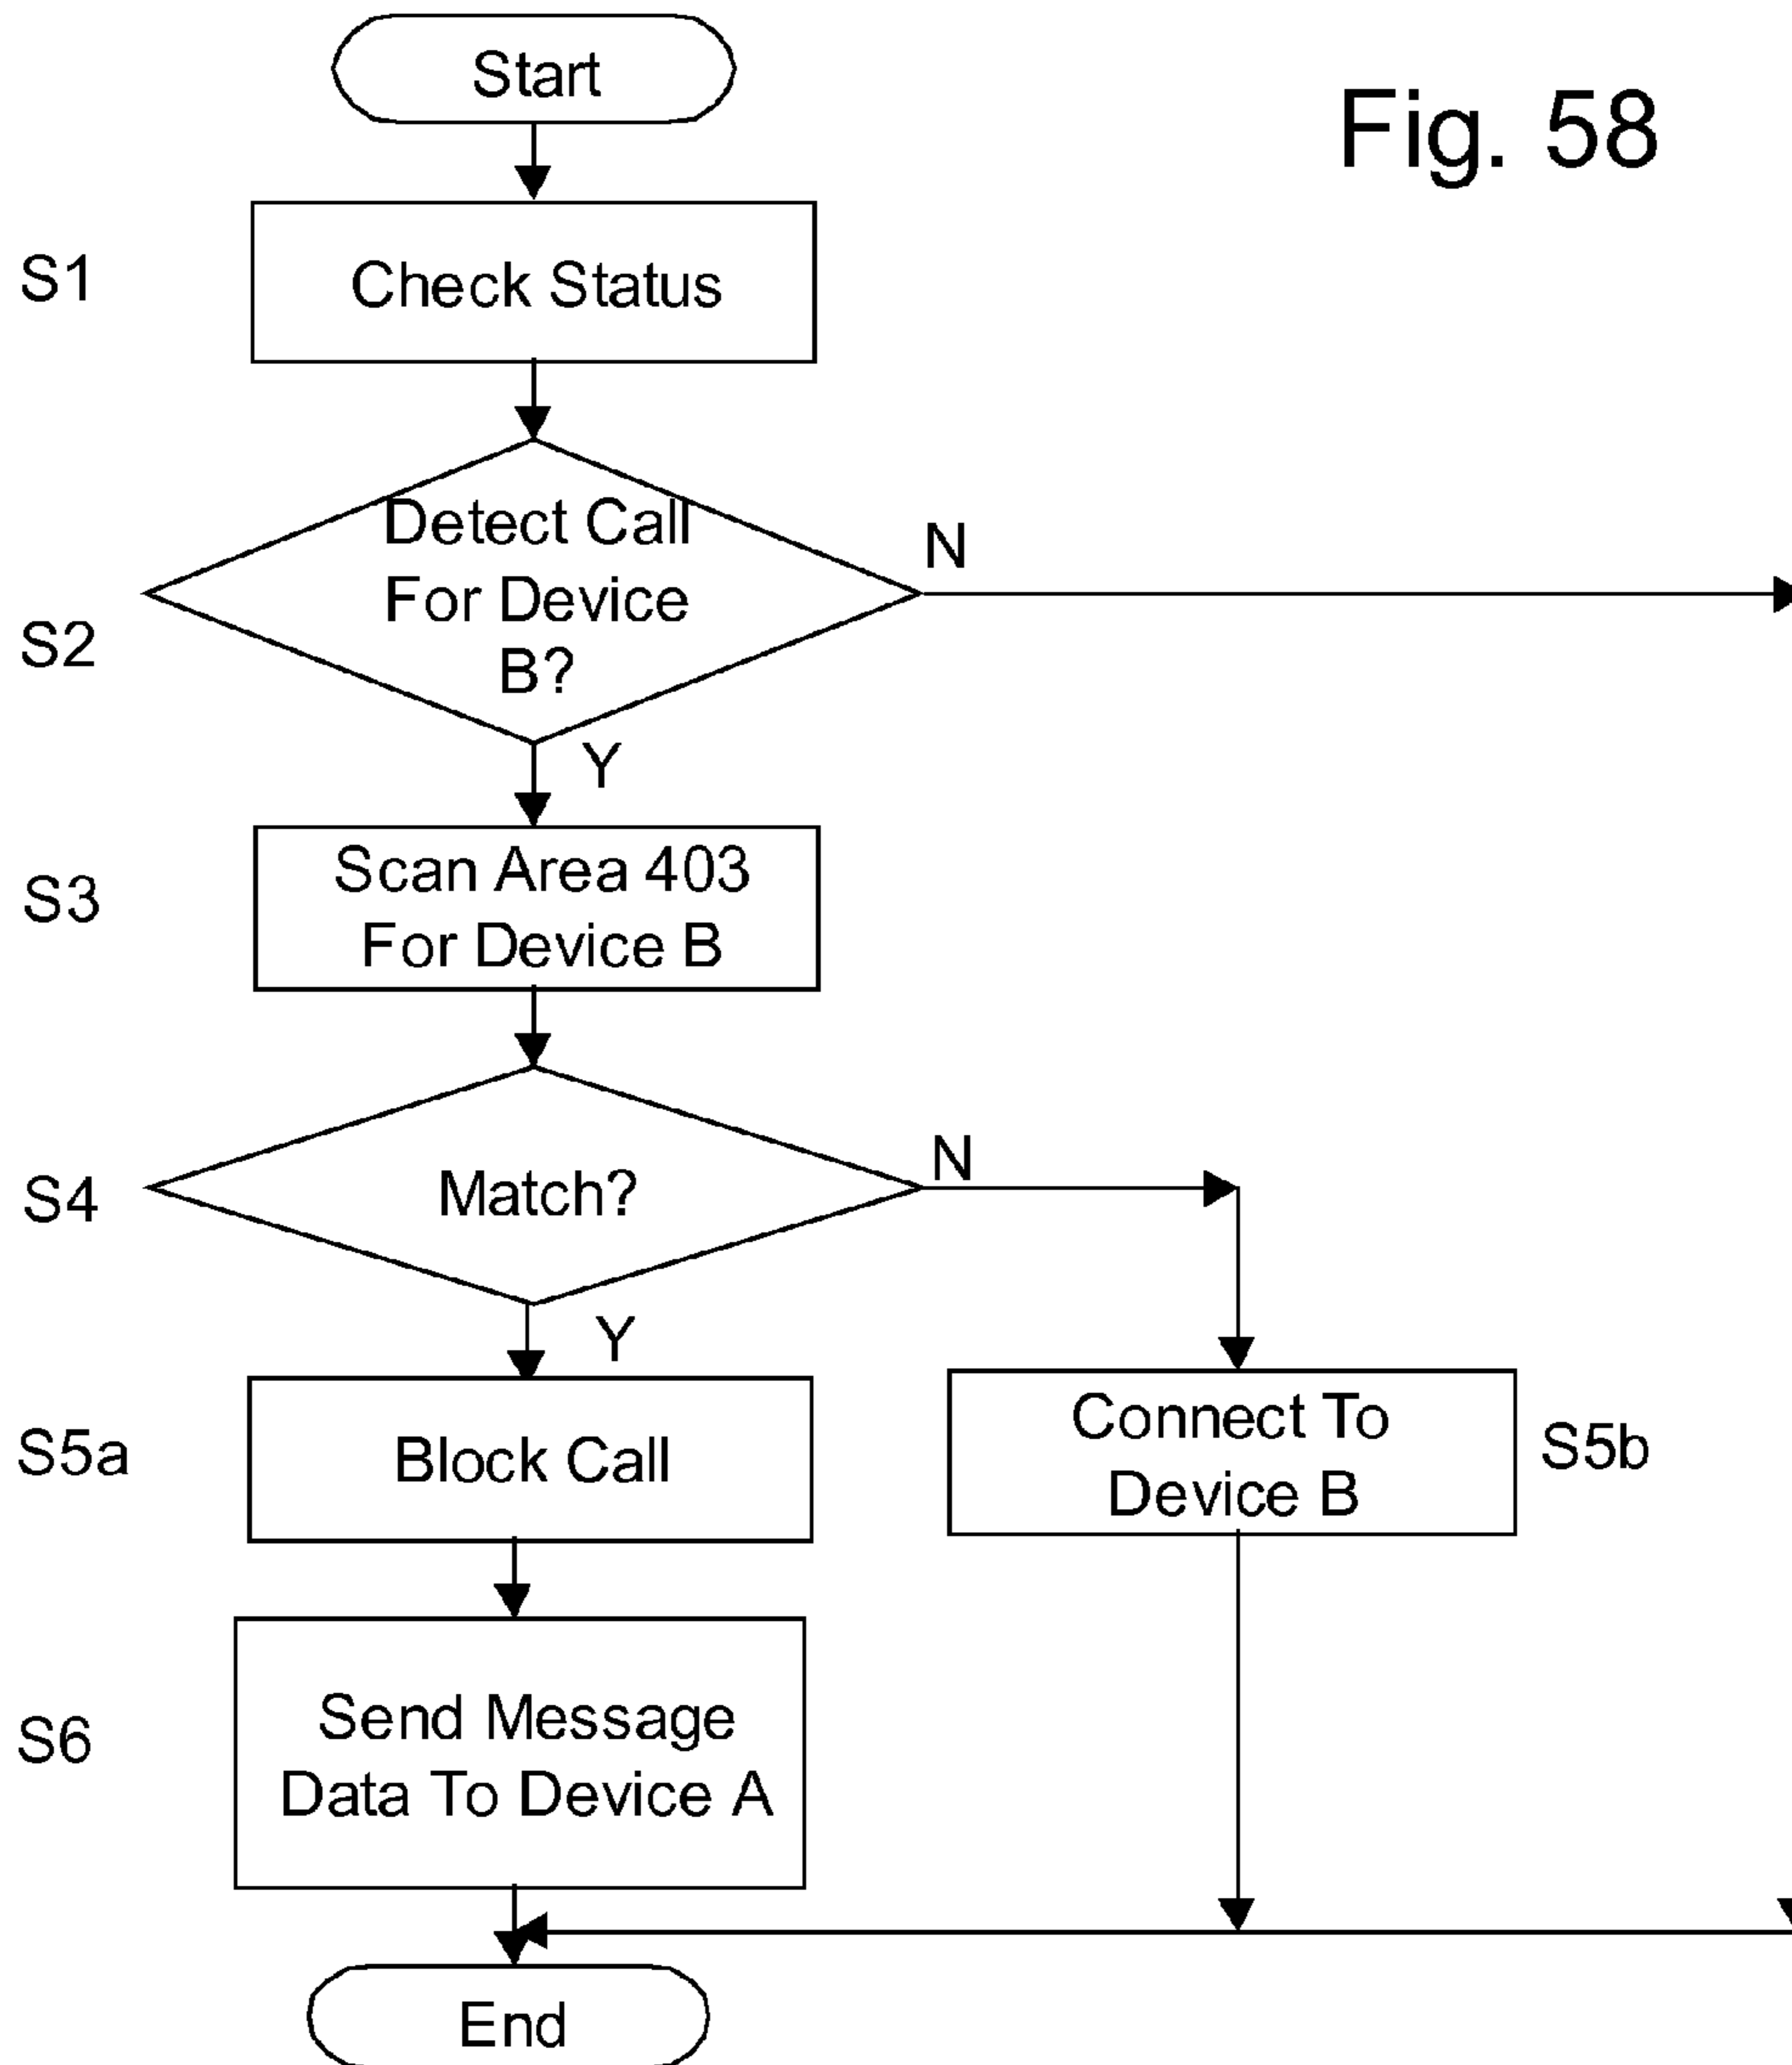 Start
Fig. 58
S1
Check Status
Detect Call
For Device
B?
N
S2
Y
Scan Area 403
For Device B
S3
N
Match?
S4
Y
Block Call
S5a
Connect To
Device B
S5b
Send Message
Data To Device A
S6
End